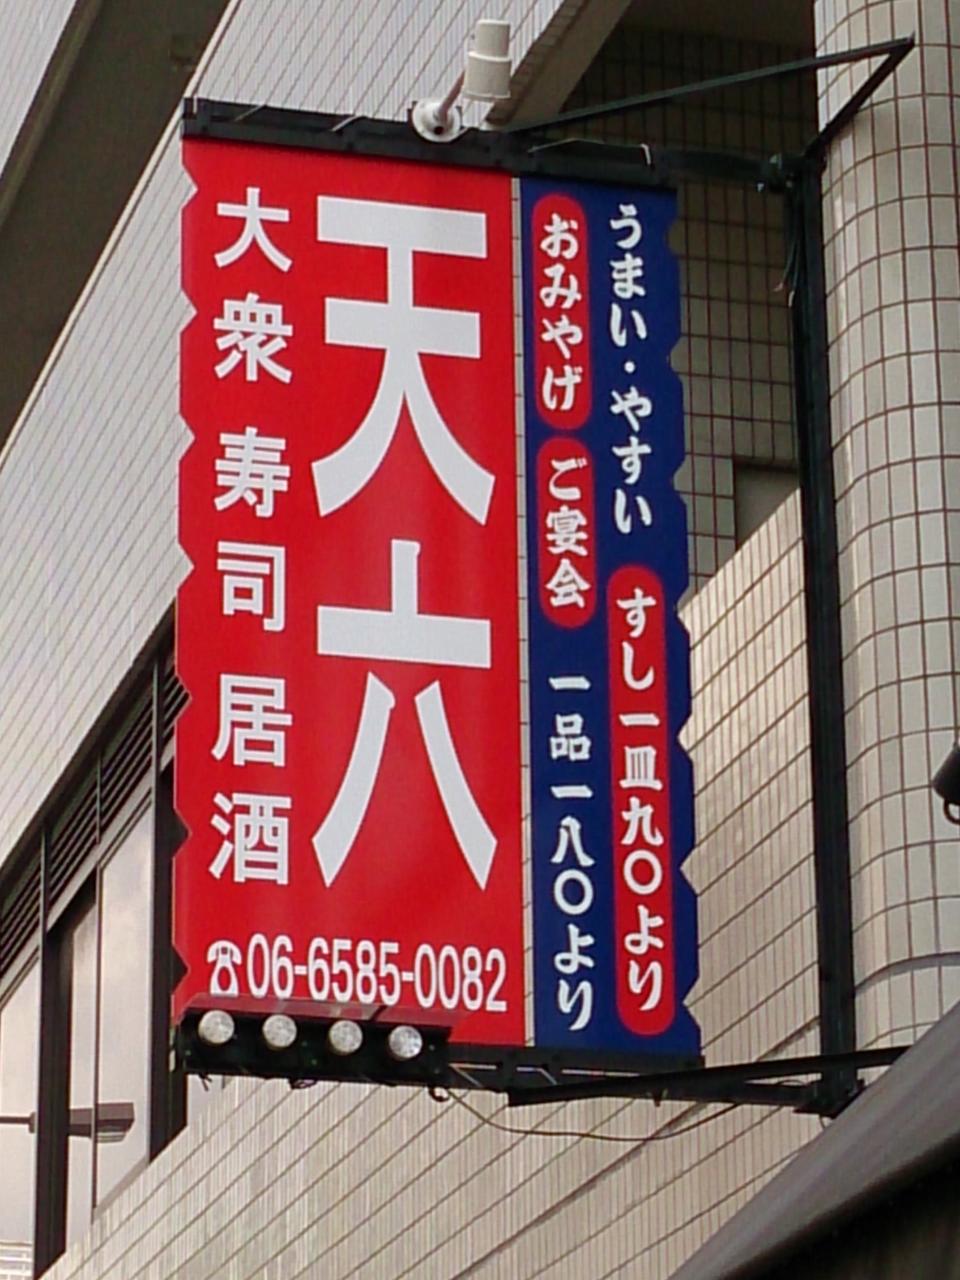 うまい・やすい すし一皿九〇より
おみやげ ご宴会 一品一八〇より
天六
大衆寿司居酒
☎06-6585-0082